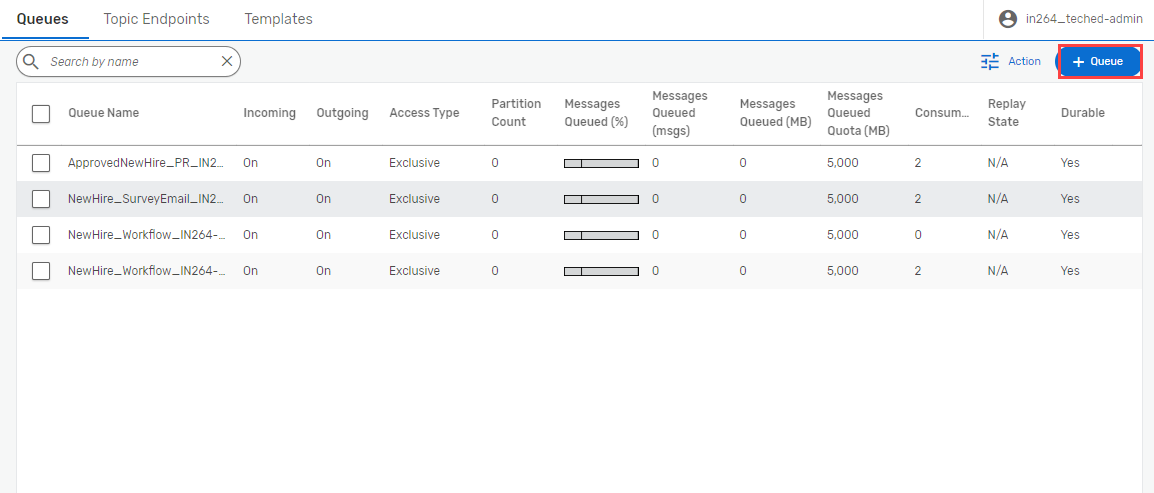 Queues Topic Endpoints Templates in264_teched-admin
Search by name Action + Queue
Queue Name Incoming Outgoing Access Type Partition Count Messages Queued (%) Messages Queued (msgs) Messages Queued (MB) Messages Queued Quota (MB) Consum... Replay State Durable
ApprovedNewHire_PR_IN2... On On Exclusive 0 0 0 5,000 2 N/A Yes
NewHire_SurveyEmail_IN2... On On Exclusive 0 0 0 5,000 2 N/A Yes
NewHire_Workflow_IN264-... On On Exclusive 0 0 0 5,000 0 N/A Yes
NewHire_Workflow_IN264-... On On Exclusive 0 0 0 5,000 2 N/A Yes